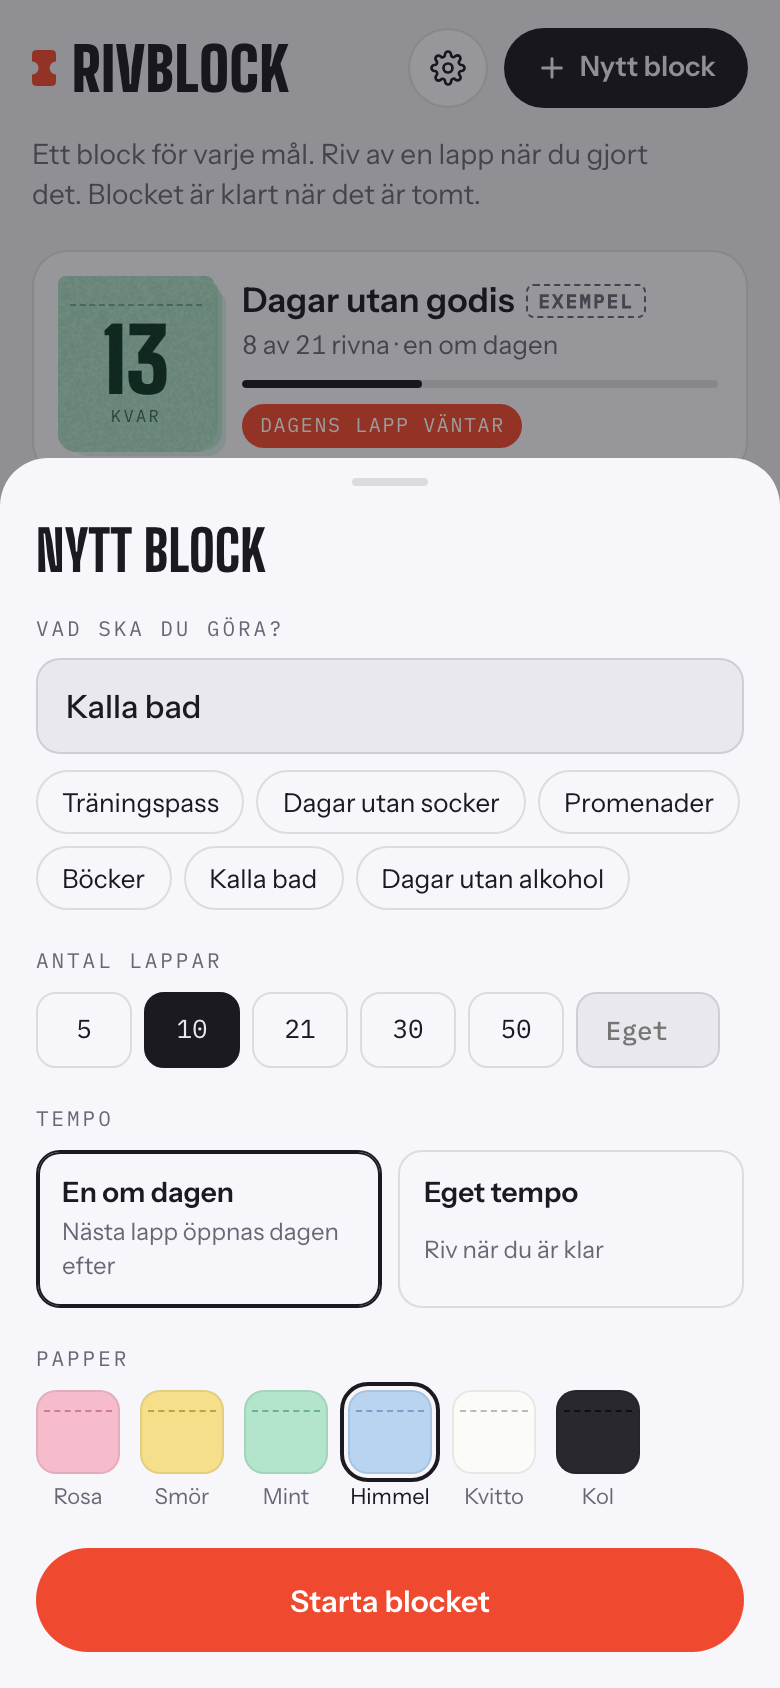 RIVBLOCK
Nytt block
Ett block för varje mål. Riv av en lapp när du gjort
det. Blocket är klart när det är tomt.
13
KVAR
Dagar utan godis EXEMPEL
8 av 21 rivna · en om dagen
DAGENS LAPP VÄNTAR
NYTT BLOCK
VAD SKA DU GÖRA?
Kalla bad
Träningspass Dagar utan socker Promenader
Böcker Kalla bad Dagar utan alkohol
ANTAL LAPPAR
5 10 21 30 50 Eget
TEMPO
En om dagen
Nästa lapp öppnas dagen
efter
Eget tempo
Riv när du är klar
PAPPER
Rosa Smör Mint Himmel Kvitto Kol
Starta blocket